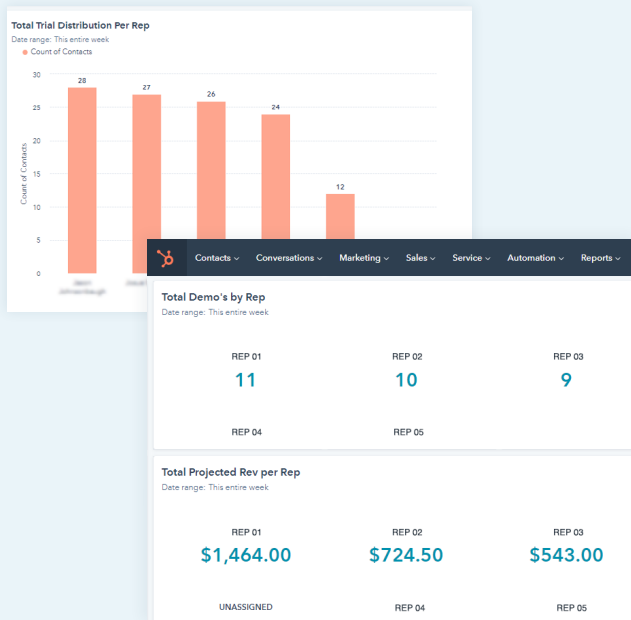 Total Trial Distribution Per Rep
Date range: This entire week
Count of Contacts
30
25
20
15
10
5
0
Count of Contacts
28
27
26
24
12
Contacts
Conversations
Marketing
Sales
Service
Automation
Reports
Total Demo's by Rep
Date range: This entire week
REP 01
REP 02
REP 03
11
10
9
REP 04
REP 05
Total Projected Rev per Rep
Date range: This entire week
REP 01
REP 02
REP 03
$1,464.00
$724.50
$543.00
UNASSIGNED
REP 04
REP 05